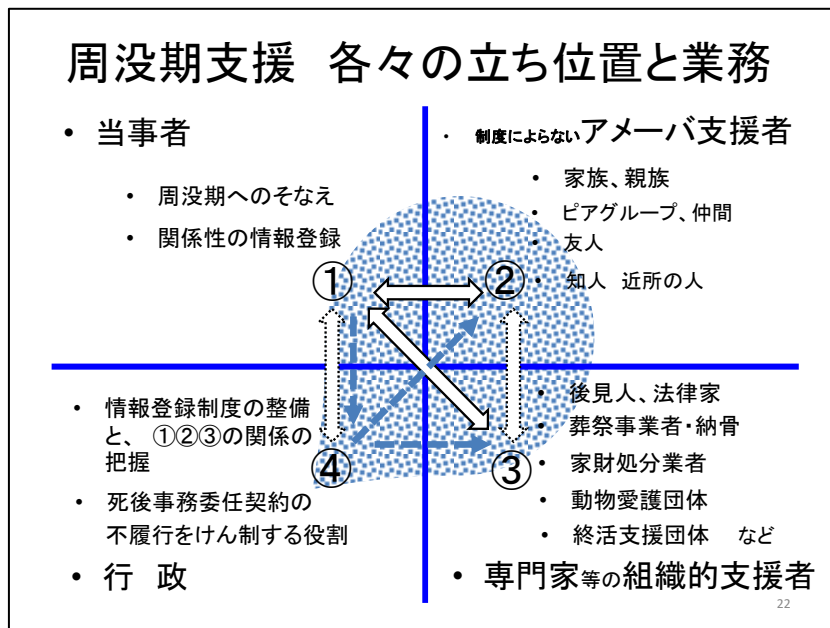 周没期支援 各々の立ち位置と業務
• 当事者
• 周没期へのそなえ
• 関係性の情報登録
• 制度によらないアメーバ支援者
• 家族、親族
• ピアグループ、仲間
• 友人
• 知人 近所の人
①
②
• 情報登録制度の整備
と、 ①②③の関係の
把握
• 死後事務委任契約の
不履行をけん制する役割
• 行 政
④
③
• 後見人、法律家
• 葬祭事業者・納骨
• 家財処分業者
• 動物愛護団体
• 終活支援団体 など
• 専門家等の組織的支援者
22